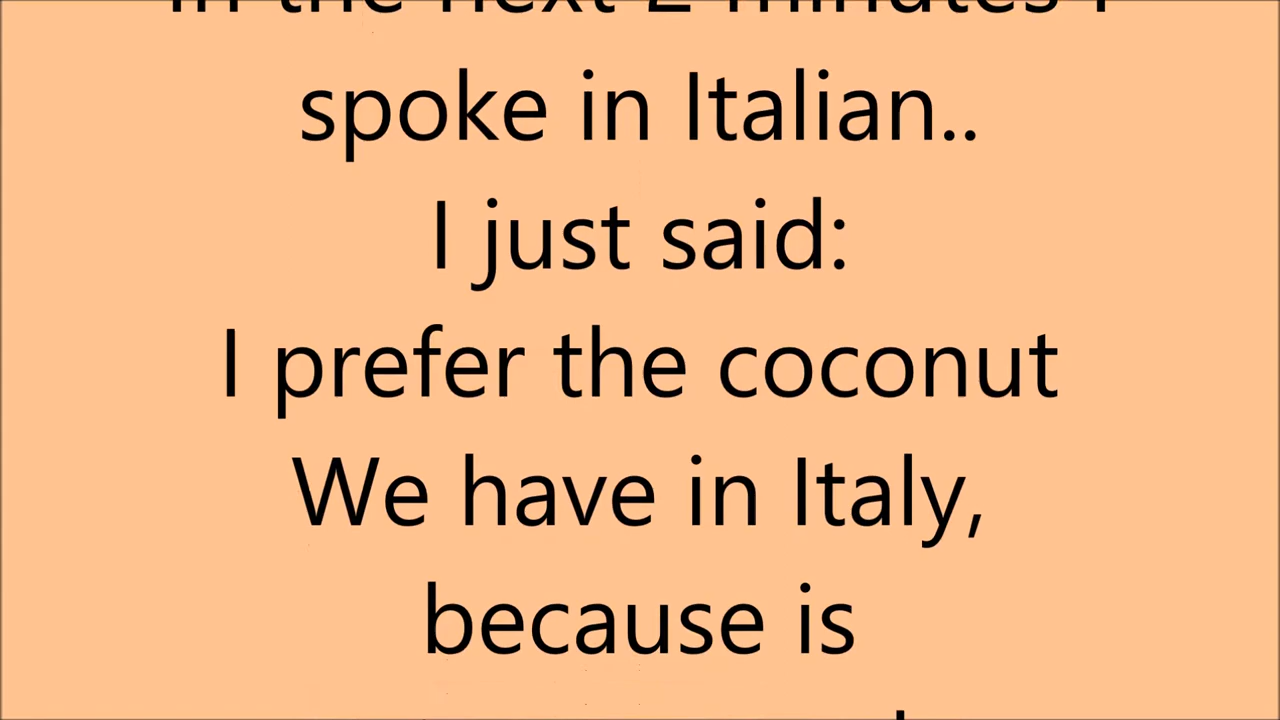 in the next 2 minutes I
spoke in Italian..
I just said:
I prefer the coconut
We have in Italy,
because is